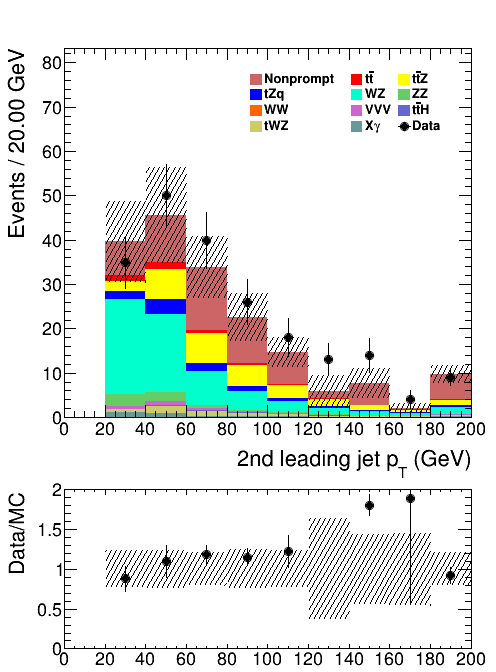 Events / 20.00 GeV
80
70
60
50
40
30
20
10
0
Nonprompt tt̄ tt̄Z
tZq WZ ZZ
WW VVV tt̄H
tWZ Xγ Data
0 20 40 60 80 100 120 140 160 180 200
2nd leading jet p_T (GeV)
Data/MC
2
1.5
1
0.5
0
0 20 40 60 80 100 120 140 160 180 200